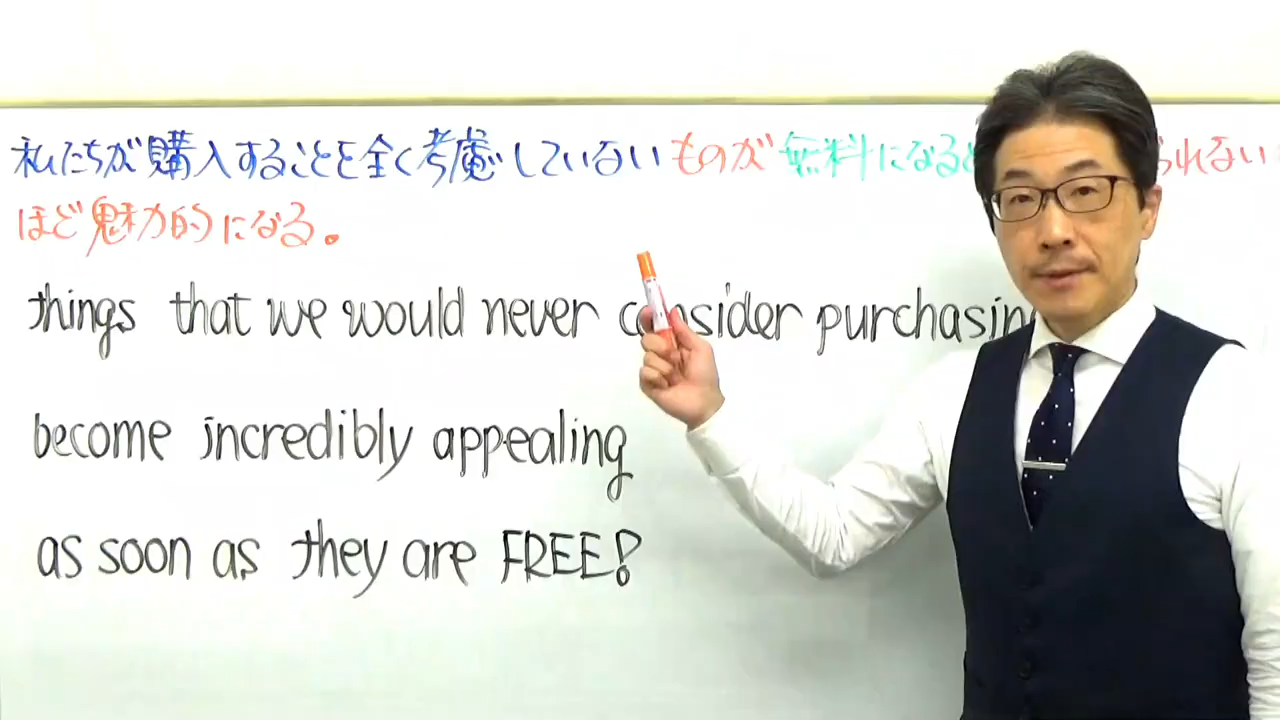 私たちが購入することを全く考慮していないものが無料になると られない
ほど魅力的になる。
things that we would never consider purchasing
become incredibly appealing
as soon as they are FREE!